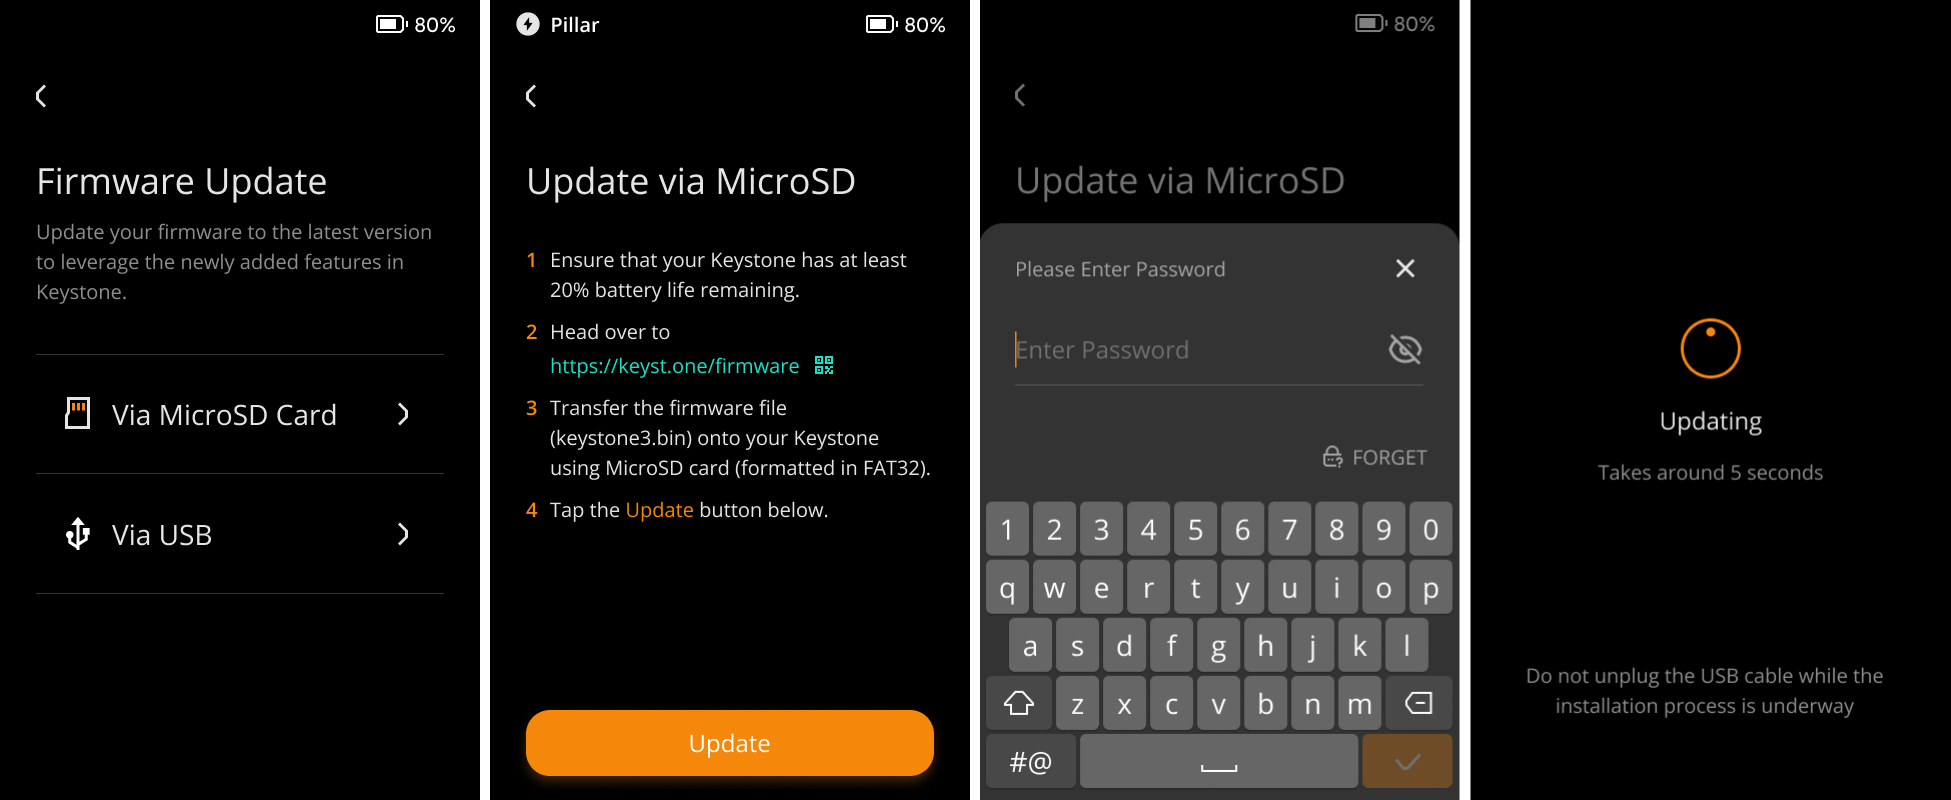 80%
Firmware Update
Update your firmware to the latest version
to leverage the newly added features in
Keystone.
Via MicroSD Card
Via USB
Pillar
80%
Update via MicroSD
1 Ensure that your Keystone has at least
20% battery life remaining.
2 Head over to
https://keyst.one/firmware
3 Transfer the firmware file
(keystone3.bin) onto your Keystone
using MicroSD card (formatted in FAT32).
4 Tap the Update button below.
Update
80%
Update via MicroSD
Please Enter Password
Enter Password
FORGET
1 2 3 4 5 6 7 8 9 0
q w e r t y u i o p
a s d f g h j k l
z x c v b n m
#@
Updating
Takes around 5 seconds
Do not unplug the USB cable while the
installation process is underway